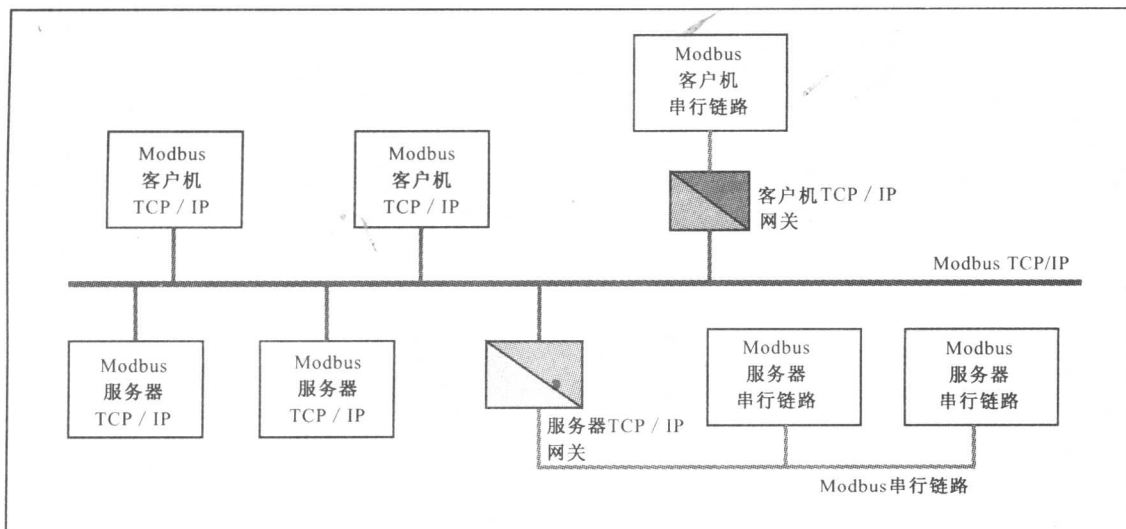 Modbus
客户机
串行链路
Modbus
客户机
TCP / IP
Modbus
客户机
TCP / IP
客户机TCP / IP
网关
Modbus TCP/IP
Modbus
服务器
TCP / IP
Modbus
服务器
TCP / IP
服务器TCP / IP
网关
Modbus
服务器
串行链路
Modbus
服务器
串行链路
Modbus串行链路